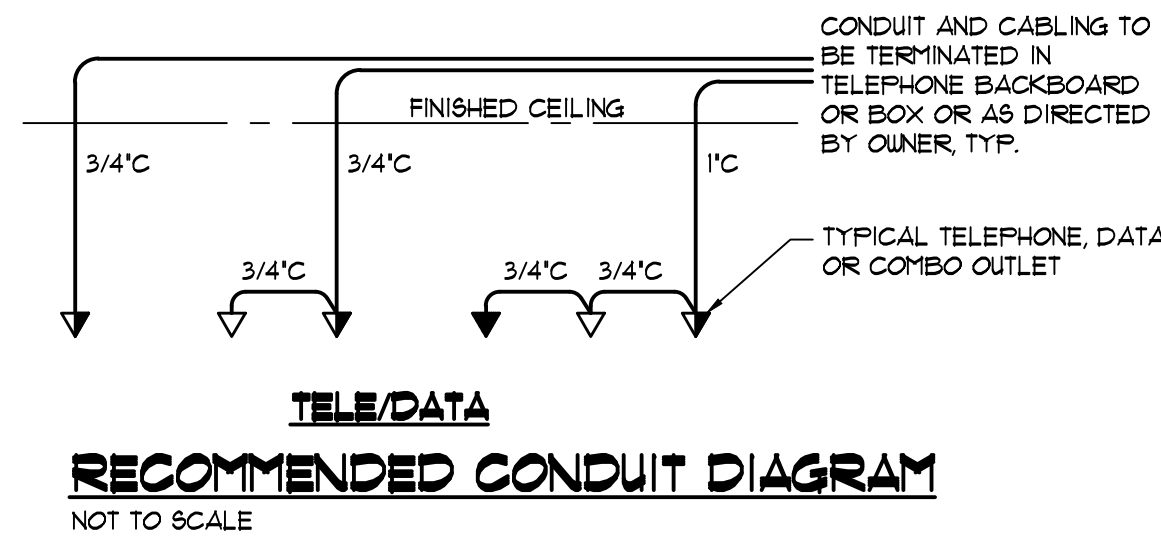 CONDUIT AND CABLING TO
BE TERMINATED IN
TELEPHONE BACKBOARD
OR BOX OR AS DIRECTED
BY OWNER, TYP.
FINISHED CEILING
3/4"C
3/4"C
1"C
TYPICAL TELEPHONE, DATA
OR COMBO OUTLET
3/4"C
3/4"C
3/4"C
TELE/DATA
RECOMMENDED CONDUIT DIAGRAM
NOT TO SCALE